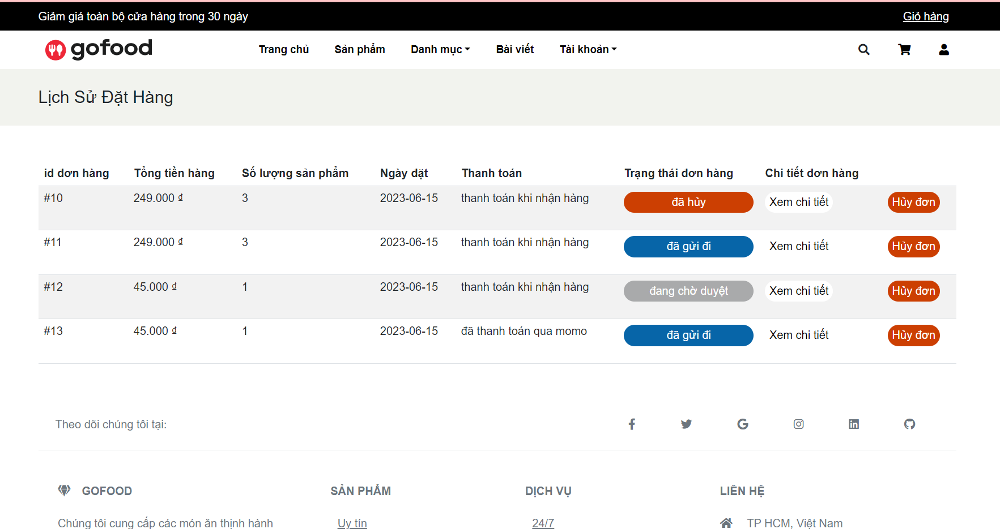 Giảm giá toàn bộ cửa hàng trong 30 ngày Giỏ hàng
gofood Trang chủ Sản phẩm Danh mục Bài viết Tài khoản
Lịch Sử Đặt Hàng
id đơn hàng Tổng tiền hàng Số lượng sản phẩm Ngày đặt Thanh toán Trạng thái đơn hàng Chi tiết đơn hàng
#10 249.000 ₫ 3 2023-06-15 thanh toán khi nhận hàng đã hủy Xem chi tiết Hủy đơn
#11 249.000 ₫ 3 2023-06-15 thanh toán khi nhận hàng đã gửi đi Xem chi tiết Hủy đơn
#12 45.000 ₫ 1 2023-06-15 thanh toán khi nhận hàng đang chờ duyệt Xem chi tiết Hủy đơn
#13 45.000 ₫ 1 2023-06-15 đã thanh toán qua momo đã gửi đi Xem chi tiết Hủy đơn
Theo dõi chúng tôi tại:
GOFOOD SẢN PHẨM DỊCH VỤ LIÊN HỆ
Chúng tôi cung cấp các món ăn thịnh hành Uy tín 24/7 TP HCM, Việt Nam